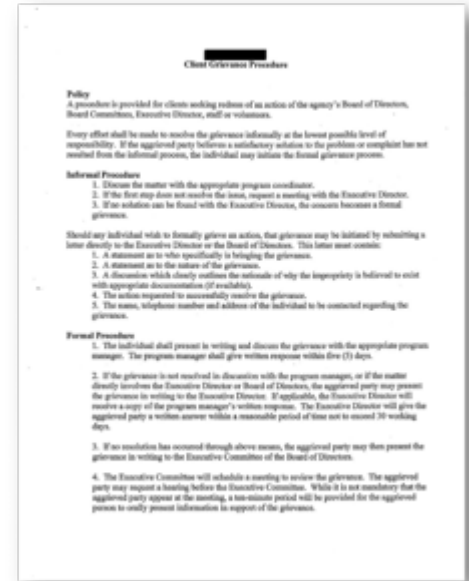 Client Grievance Procedure
Policy
A procedure is provided for clients seeking redress of an action of the agency's Board of Directors,
Board Committees, Executive Director, staff or volunteers.
Every effort shall be made to resolve the grievance informally at the lowest possible level of
responsibility. If the aggrieved party believes a satisfactory solution to the problem or complaint has not
resulted from the informal process, the individual may initiate the formal grievance process.
Informal Procedure
1. Discuss the matter with the appropriate program coordinator.
2. If the first step does not resolve the issue, request a meeting with the Executive Director.
3. If no solution can be found with the Executive Director, the concern becomes a formal
grievance.
Should any individual wish to formally grieve an action, that grievance may be initiated by submitting a
letter directly to the Executive Director or the Board of Directors. This letter must contain:
1. A statement as to who specifically is bringing the grievance.
2. A statement as to the nature of the grievance.
3. A discussion which clearly outlines the rationale of why the impropriety is believed to exist
with appropriate documentation (if available).
4. The action requested to successfully resolve the grievance.
5. The name, telephone number and address of the individual to be contacted regarding the
grievance.
Formal Procedure
1. The individual shall present in writing and discuss the grievance with the appropriate program
manager. The program manager shall give written response within five (5) days.
2. If the grievance is not resolved in discussion with the program manager, or if the matter
directly involves the Executive Director or Board of Directors, the aggrieved party may present
the grievance in writing to the Executive Director. If applicable, the Executive Director will
receive a copy of the program manager's written response. The Executive Director will give the
aggrieved party a written answer within a reasonable period of time not to exceed 30 working
days.
3. If no resolution has occurred through above means, the aggrieved party may then present the
grievance in writing to the Executive Committee of the Board of Directors.
4. The Executive Committee will schedule a meeting to review the grievance. The aggrieved
party may request a hearing before the Executive Committee. While it is not mandatory that the
aggrieved party appear at the meeting, a ten-minute period will be provided for the aggrieved
person to orally present information in support of the grievance.